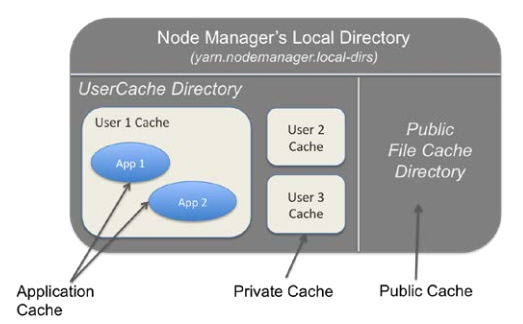 Node Manager's Local Directory
(yarn.nodemanager.local-dirs)
UserCache Directory
User 1 Cache
App 1
App 2
User 2
Cache
User 3
Cache
Public
File Cache
Directory
Application
Cache
Private Cache
Public Cache